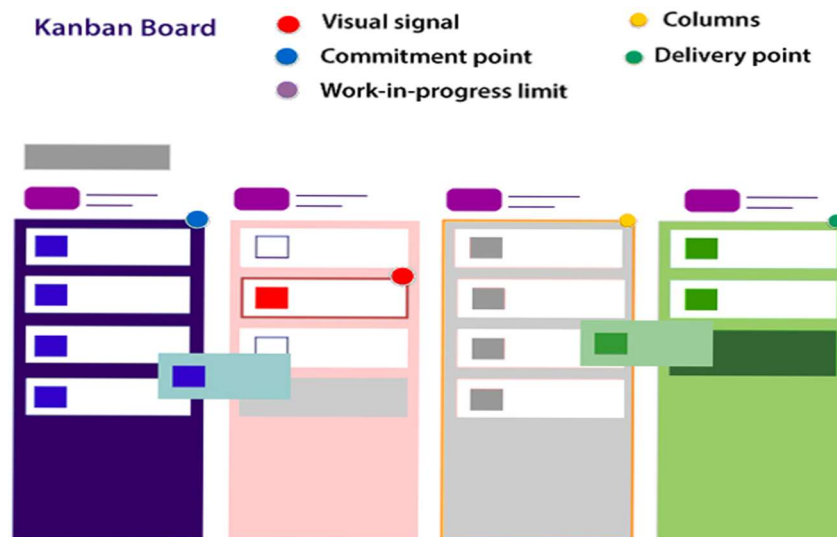 Kanban Board
Visual signal
Columns
Commitment point
Delivery point
Work-in-progress limit